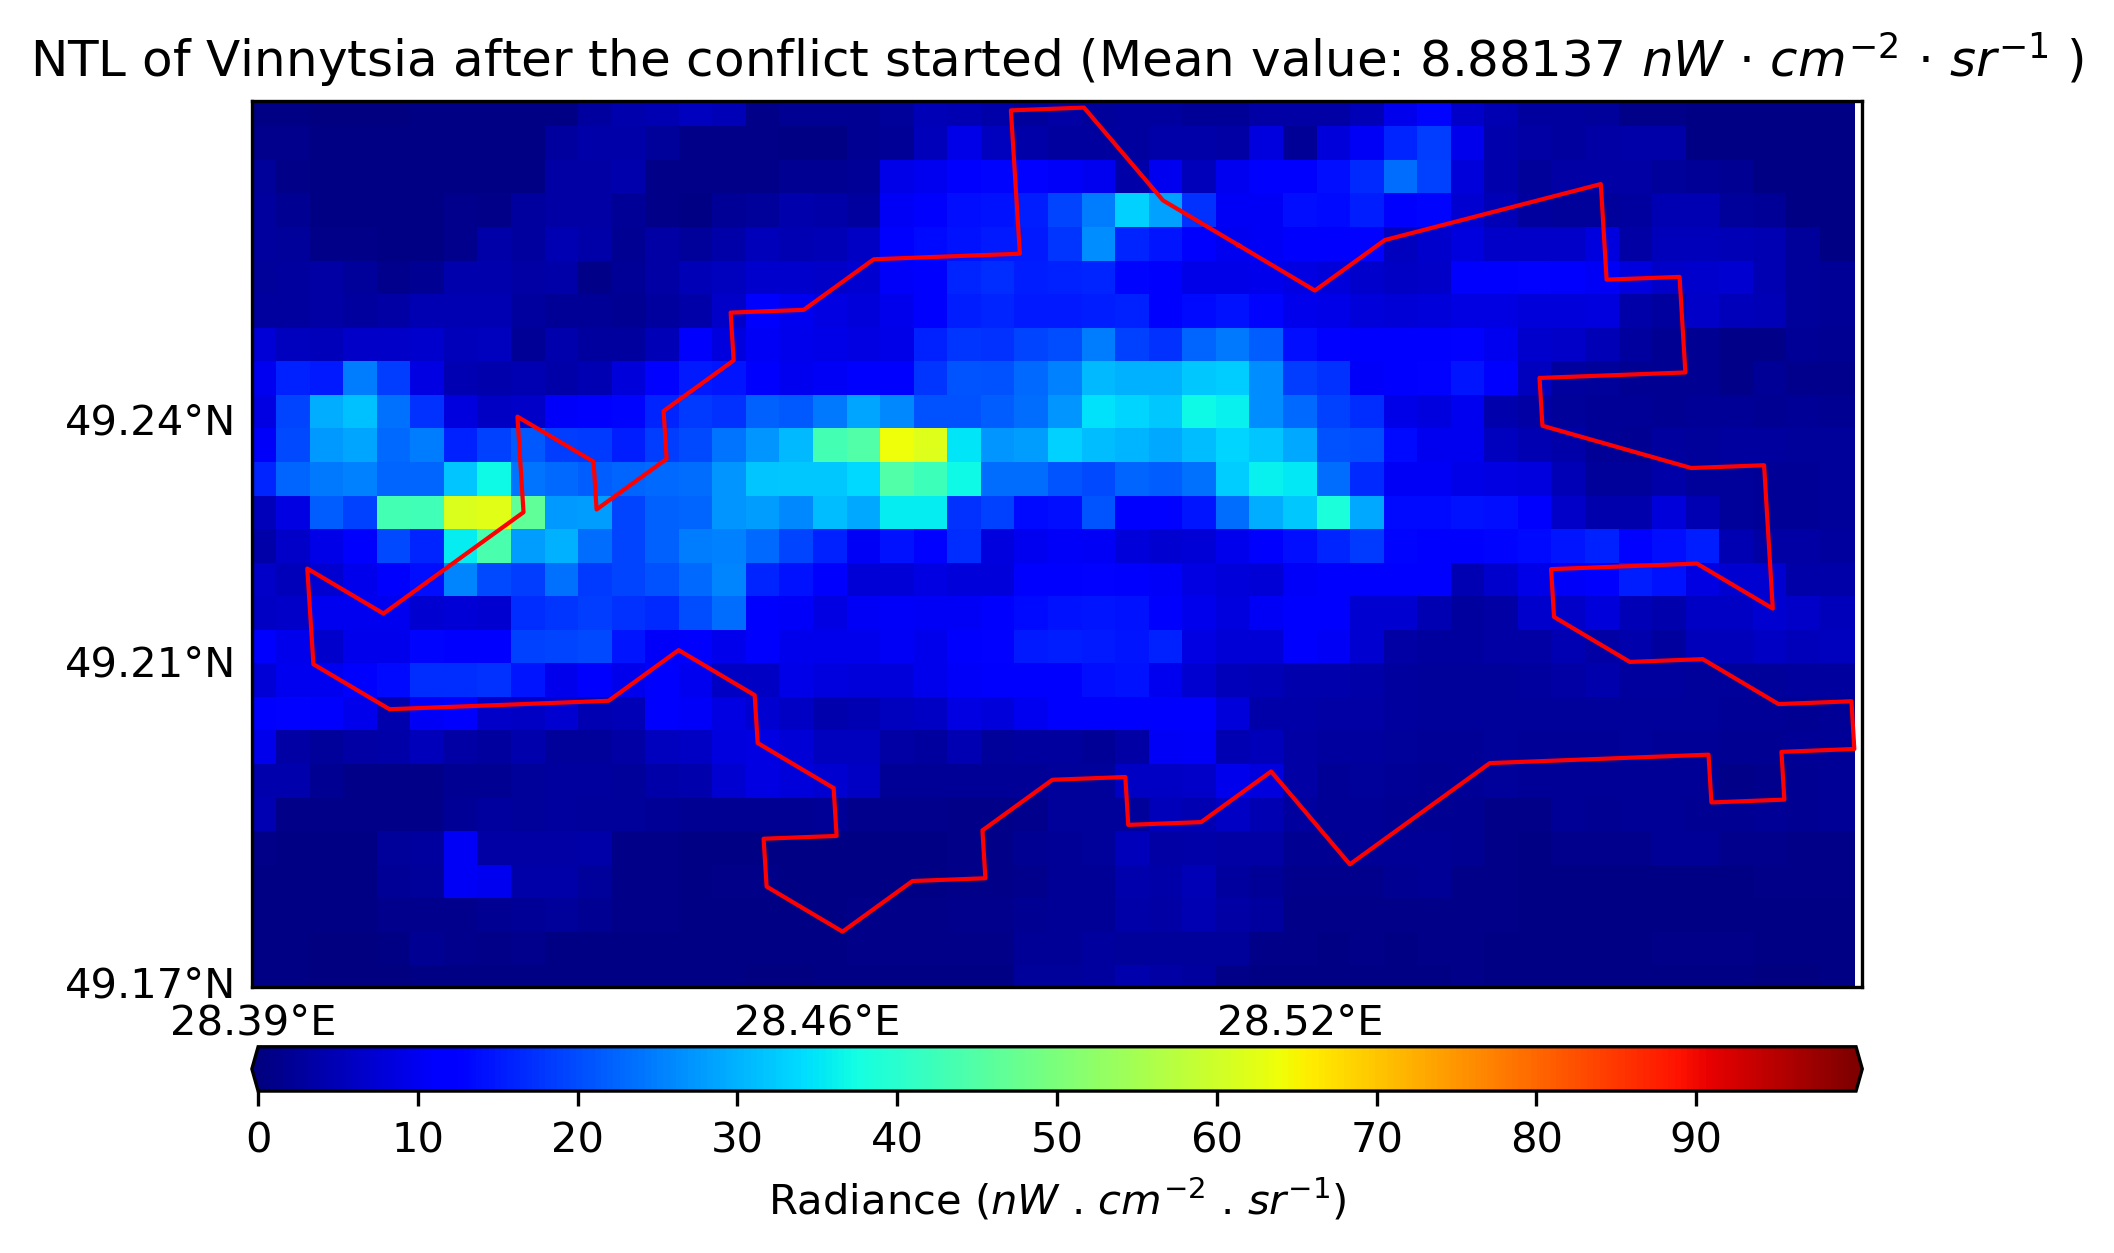 NTL of Vinnytsia after the conflict started (Mean value: 8.88137 nW · cm⁻² · sr⁻¹ )
49.24°N
49.21°N
49.17°N
28.39°E 28.46°E 28.52°E
0 10 20 30 40 50 60 70 80 90
Radiance (nW . cm⁻² . sr⁻¹)